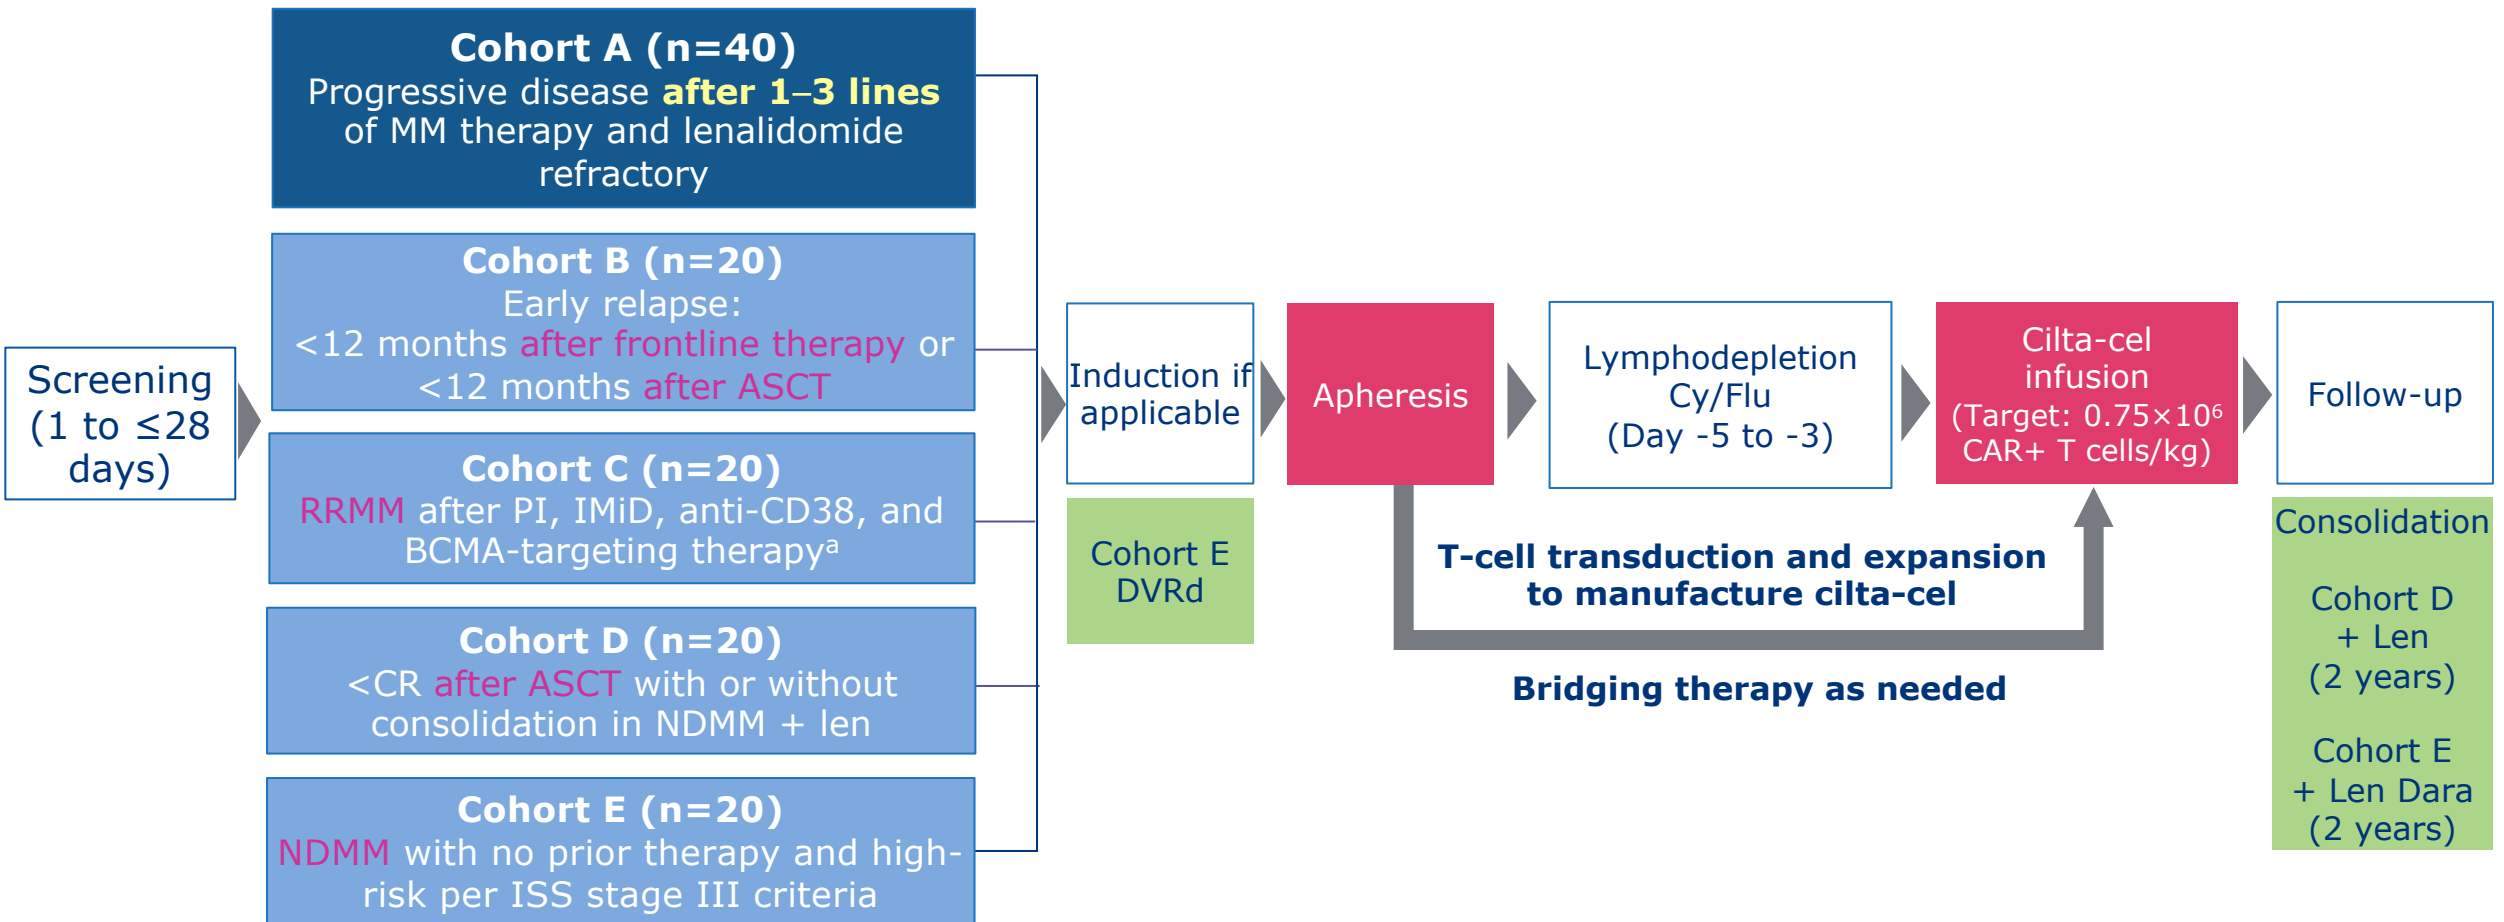 Screening
(1 to ≤28
days)
Cohort A (n=40)
Progressive disease after 1–3 lines
of MM therapy and lenalidomide
refractory
Cohort B (n=20)
Early relapse:
<12 months after frontline therapy or
<12 months after ASCT
Cohort C (n=20)
RRMM after PI, IMiD, anti-CD38, and
BCMA-targeting therapyᵃ
Cohort D (n=20)
<CR after ASCT with or without
consolidation in NDMM + len
Cohort E (n=20)
NDMM with no prior therapy and high-
risk per ISS stage III criteria
Induction if
applicable
Cohort E
DVRd
Apheresis
Lymphodepletion
Cy/Flu
(Day -5 to -3)
Cilta-cel
infusion
(Target: 0.75×10⁶
CAR+ T cells/kg)
T-cell transduction and expansion
to manufacture cilta-cel
Bridging therapy as needed
Follow-up
Consolidation
Cohort D
+ Len
(2 years)
Cohort E
+ Len Dara
(2 years)